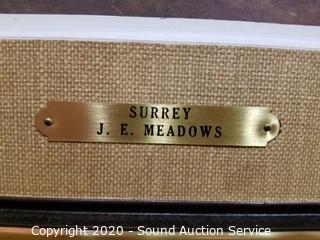 SURREY
J. E. MEADOWS
Copyright 2020 - Sound Auction Service